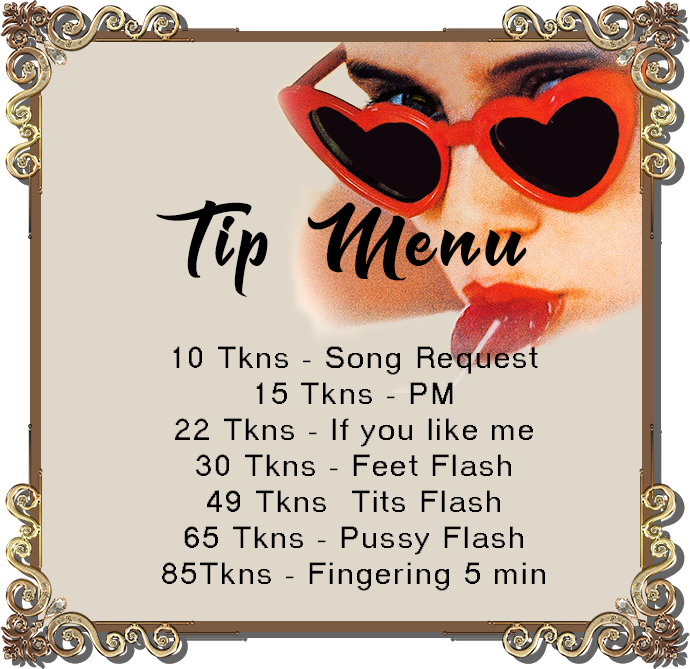 Tip Menu
10 Tkns - Song Request
15 Tkns - PM
22 Tkns - If you like me
30 Tkns - Feet Flash
49 Tkns Tits Flash
65 Tkns - Pussy Flash
85Tkns - Fingering 5 min